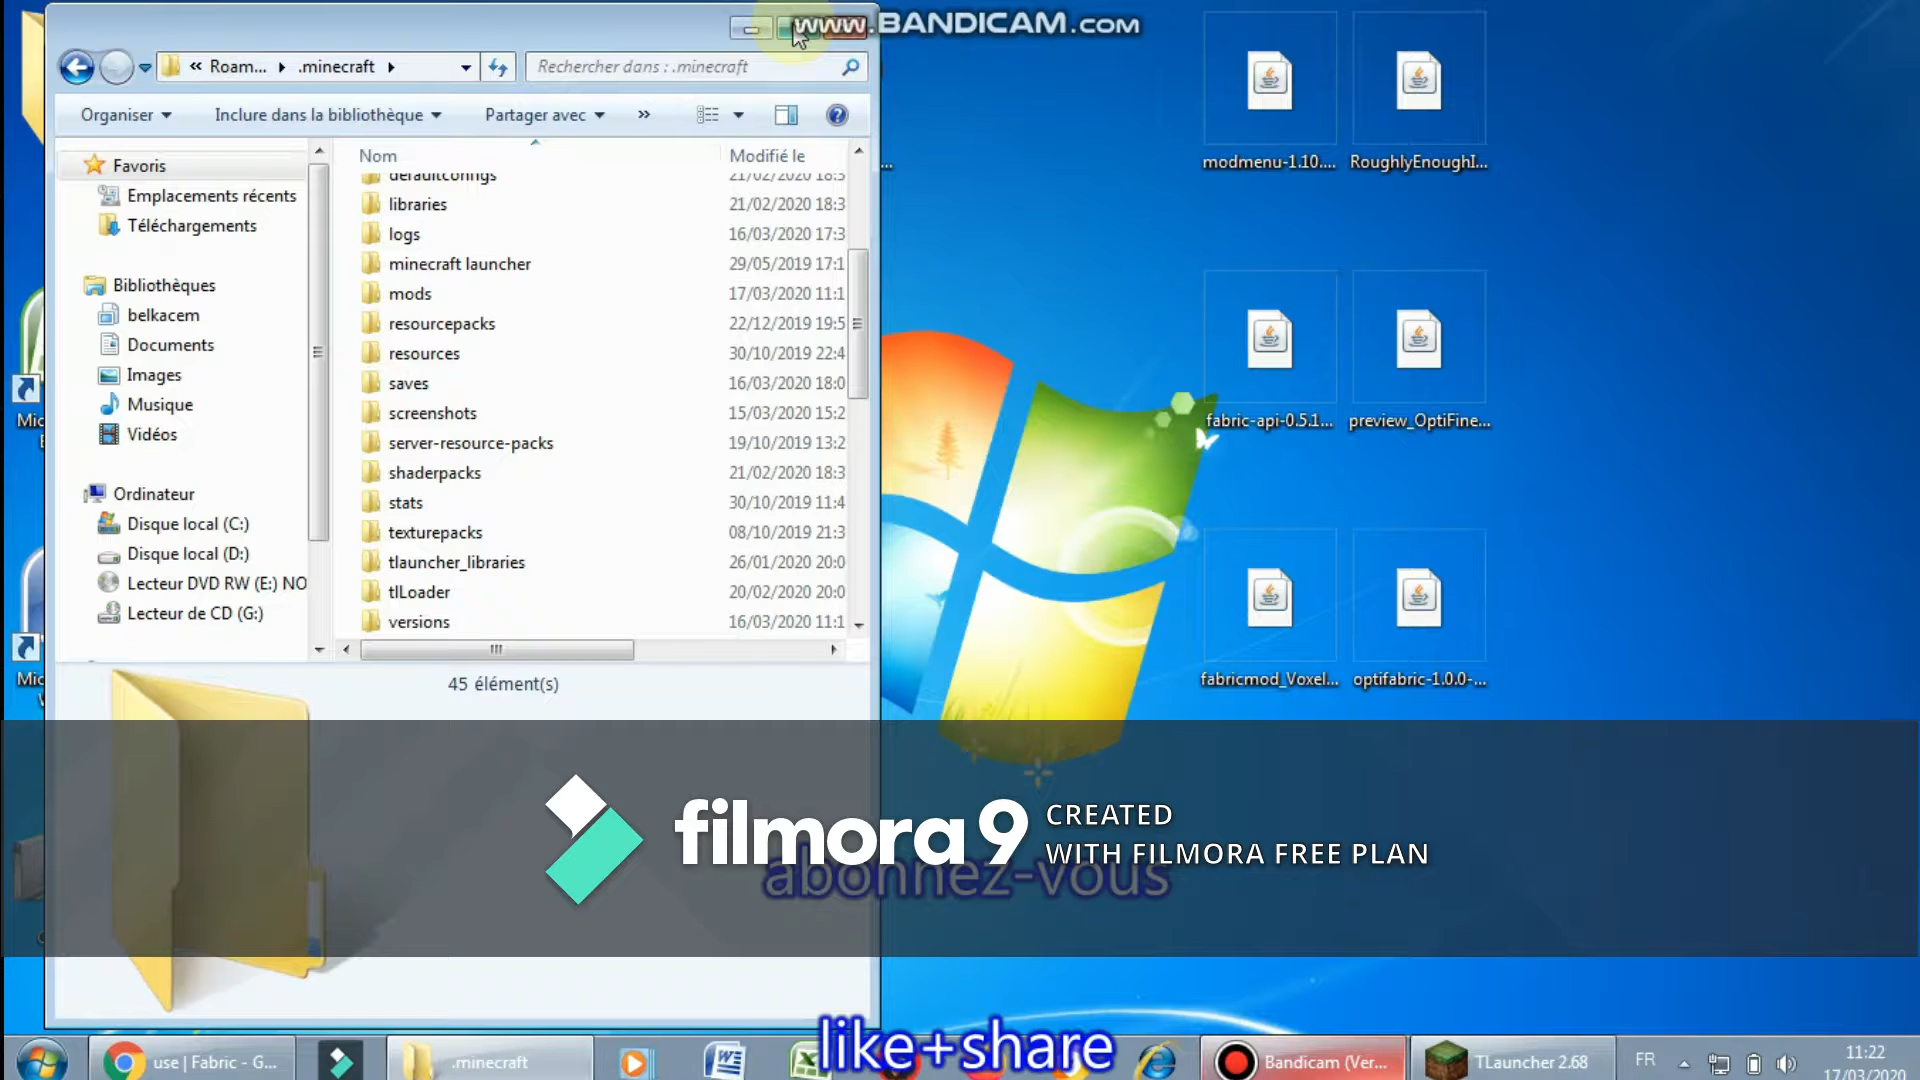 www.BANDICAM.com
Roam...
.minecraft
Rechercher dans : .minecraft
Organiser
Inclure dans la bibliothèque
Partager avec
»
Nom
Modifié le
defaultconfigs
21/02/2020 18:3
libraries
21/02/2020 18:3
logs
16/03/2020 17:3
minecraft launcher
29/05/2019 17:1
mods
17/03/2020 11:1
resourcepacks
22/12/2019 19:5
resources
30/10/2019 22:4
saves
16/03/2020 18:0
screenshots
15/03/2020 15:2
server-resource-packs
19/10/2019 13:2
shaderpacks
21/02/2020 18:3
stats
30/10/2019 11:4
texturepacks
08/10/2019 21:3
tlauncher_libraries
26/01/2020 20:0
tlLoader
20/02/2020 20:0
versions
16/03/2020 11:1
Favoris
Emplacements récents
Téléchargements
Bibliothèques
belkacem
Documents
Images
Musique
Vidéos
Ordinateur
Disque local (C:)
Disque local (D:)
Lecteur DVD RW (E:) NO
Lecteur de CD (G:)
45 élément(s)
modmenu-1.10....
RoughlyEnoughI...
fabric-api-0.5.1...
preview_OptiFine...
fabricmod_Voxel...
optifabric-1.0.0-...
Mic
Mic
filmora9
CREATED
WITH FILMORA FREE PLAN
abonnez-vous
like+share
use | Fabric - G...
.minecraft
Bandicam (Ver...
TLauncher 2.68
FR
11:22
17/03/2020